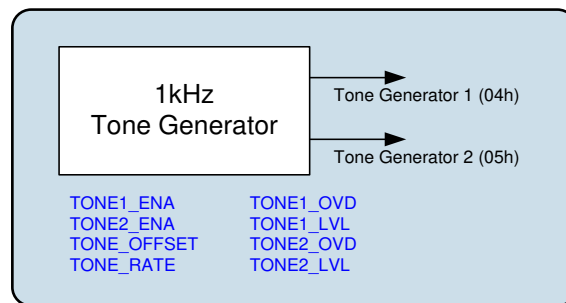 1kHz
Tone Generator
Tone Generator 1 (04h)
Tone Generator 2 (05h)
TONE1_ENA TONE1_OVD
TONE2_ENA TONE1_LVL
TONE_OFFSET TONE2_OVD
TONE_RATE TONE2_LVL